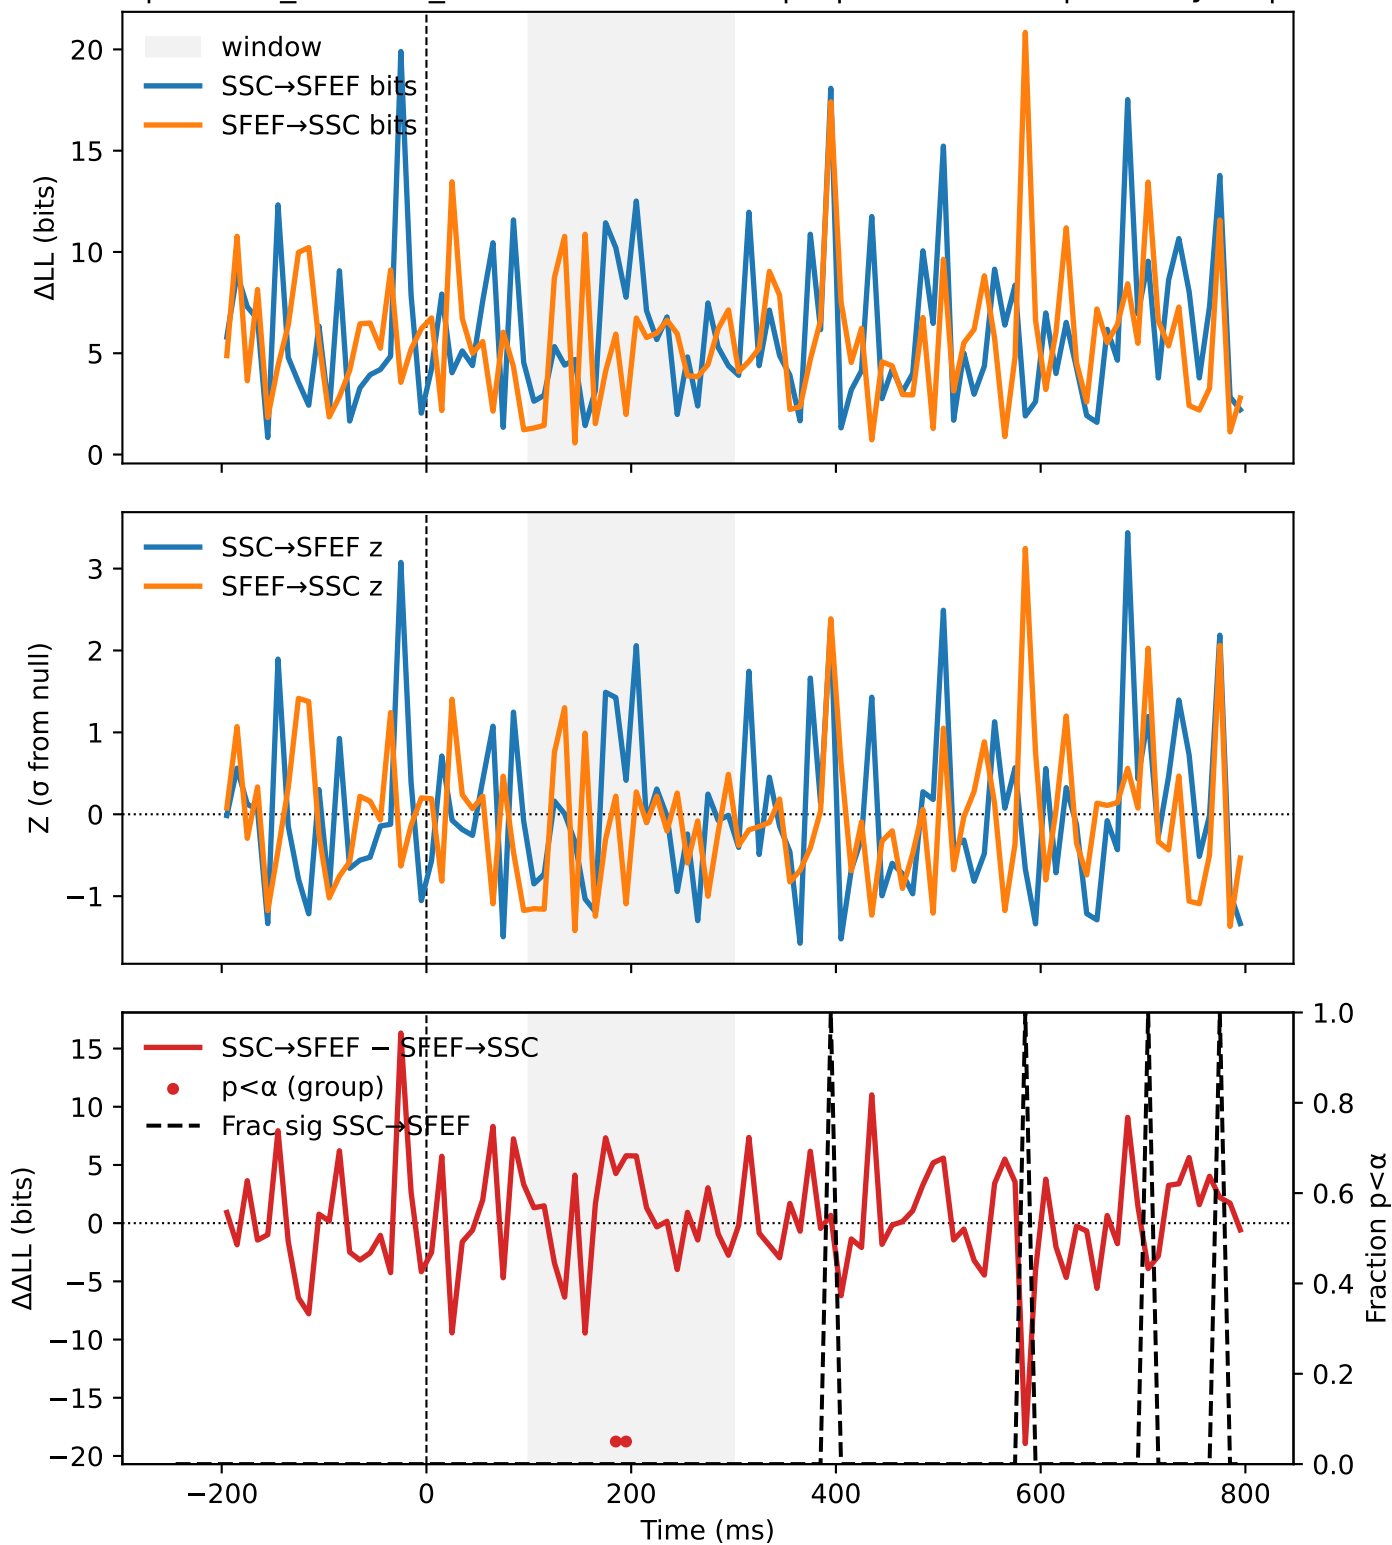 window
SSC→SFEF bits
SFEF→SSC bits
20
15
10
5
0
ΔLL (bits)
SSC→SFEF z
SFEF→SSC z
3
2
1
0
−1
Z (σ from null)
SSC→SFEF − SFEF→SSC
p<α (group)
Frac sig SSC→SFEF
15
10
5
0
−5
−10
−15
−20
ΔΔLL (bits)
1.0
0.8
0.6
0.4
0.2
0.0
Fraction p<α
−200 0 200 400 600 800
Time (ms)